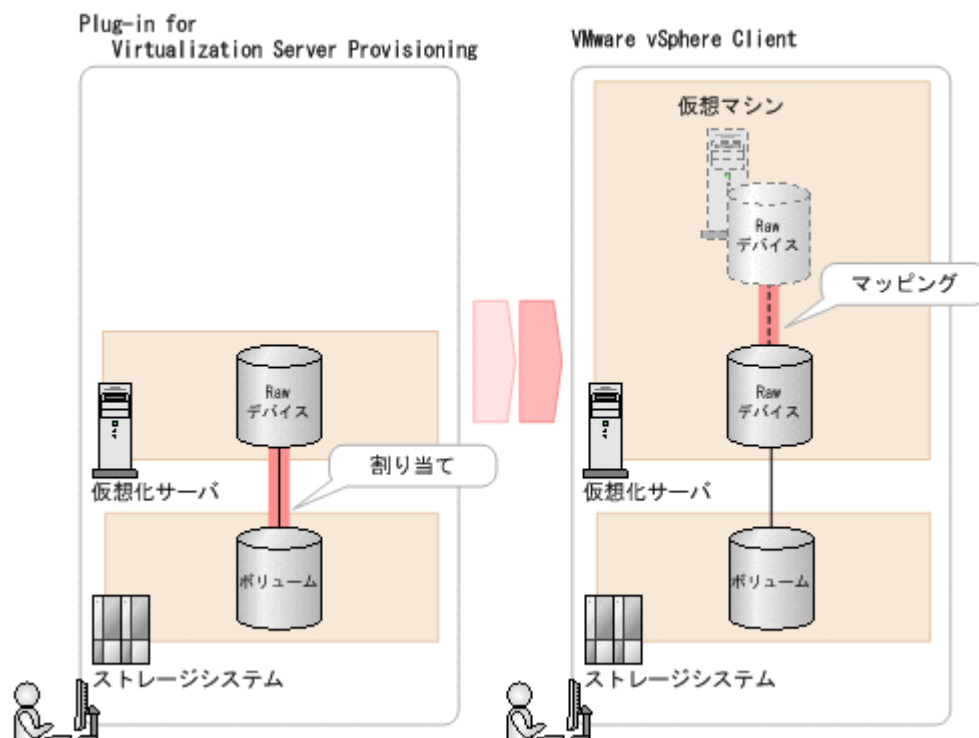 Plug-in for
Virtualization Server Provisioning
Raw
デバイス
割り当て
仮想化サーバ
ボリューム
ストレージシステム
VMware vSphere Client
仮想マシン
Raw
デバイス
マッピング
Raw
デバイス
仮想化サーバ
ボリューム
ストレージシステム